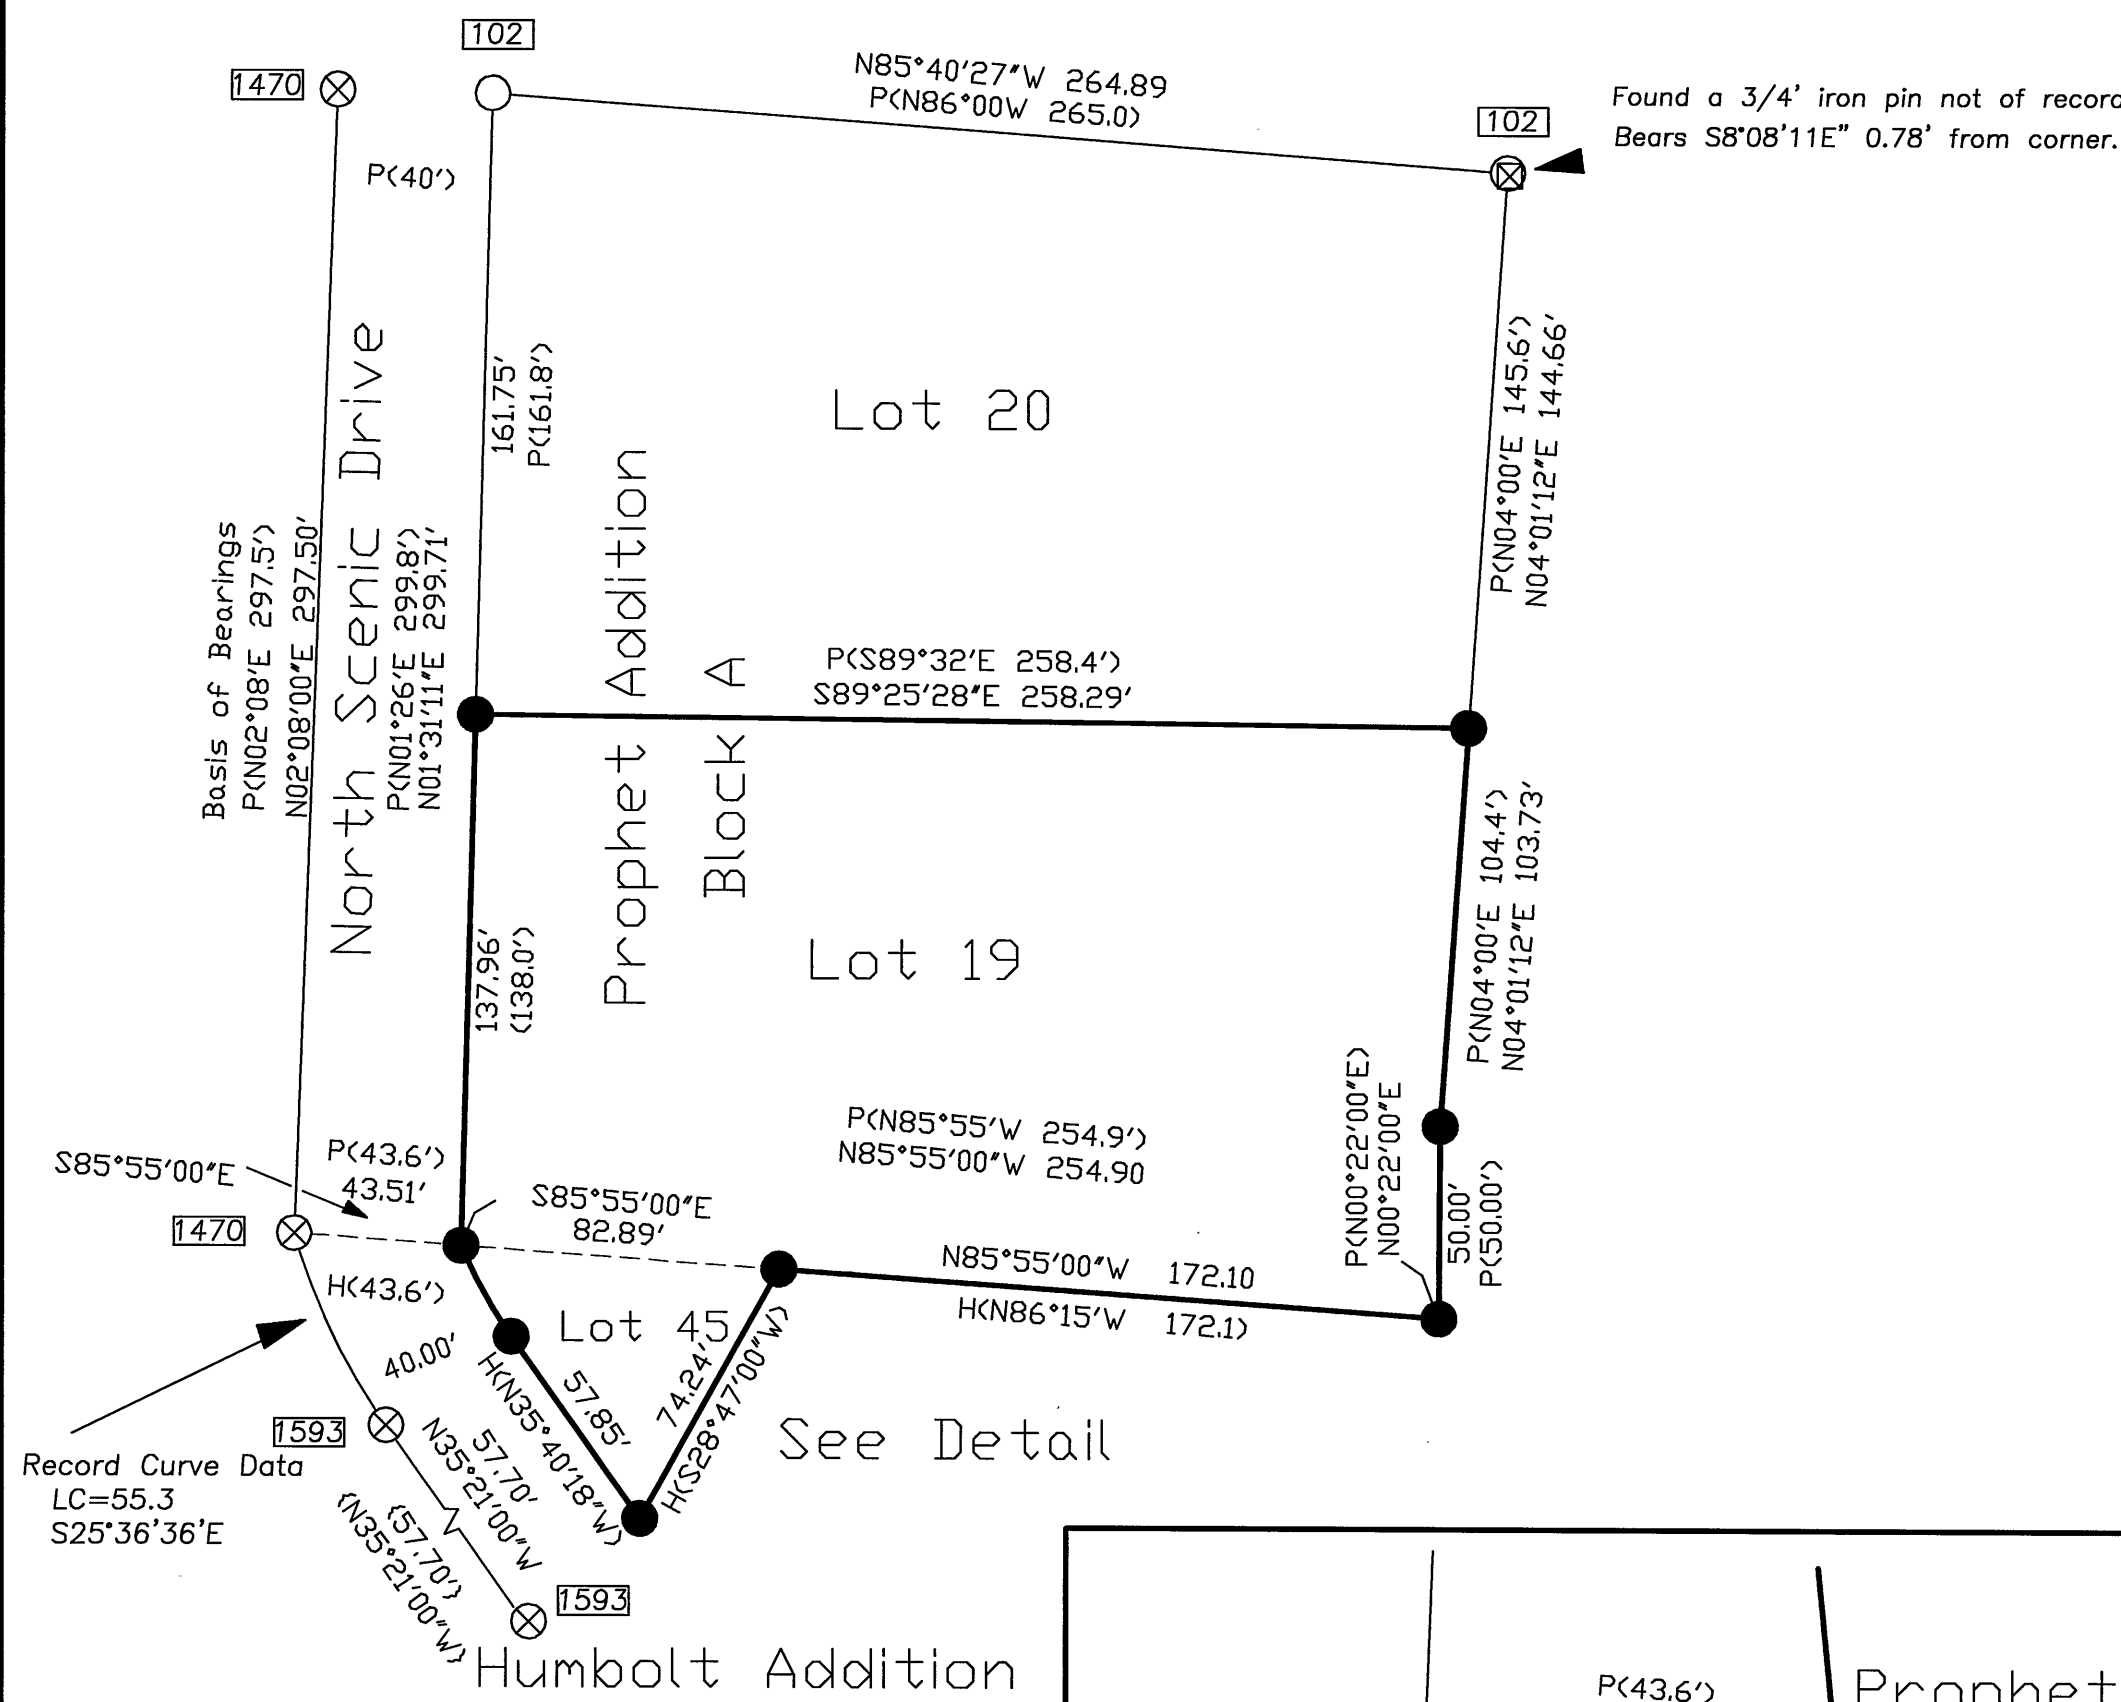 102
1470
N85°40'27"W 264.89
P(N86°00W 265.0)
Found a 3/4' iron pin not of record
102
Bears S8°08'11E" 0.78' from corner.
P(40')
161.75'
P(161.8')
Lot 20
P(N04°00'E 145.6')
N04°01'12"E 144.66'
Basis of Bearings
P(N02°08'E 297.5')
N02°08'00"E 297.50'
North Scenic Drive
P(N01°26'E 299.8')
N01°31'11"E 299.71'
Prophet Addition
Block A
P(S89°32'E 258.4')
S89°25'28"E 258.29'
137.96'
(138.0')
Lot 19
P(N04°00'E 104.4')
N04°01'12"E 103.73'
P(N00°22'00"E)
N00°22'00"E
50.00'
P(50.00')
P(N85°55'W 254.9')
N85°55'00"W 254.90
S85°55'00"E
P(43.6')
43.51'
1470
S85°55'00"E
82.89'
N85°55'00"W 172.10
H(N86°15'W 172.1)
H(43.6')
40.00'
Lot 45
57.85'
H(N35°40'18"W)
74.24'
H(S28°47'00"W)
See Detail
1593
Record Curve Data
LC=55.3
S25°36'36'E
57.70'
N35°21'00"W
{57.70'}
{N35°21'00"W}
1593
Humbolt Addition
P(43.6')
Prophet